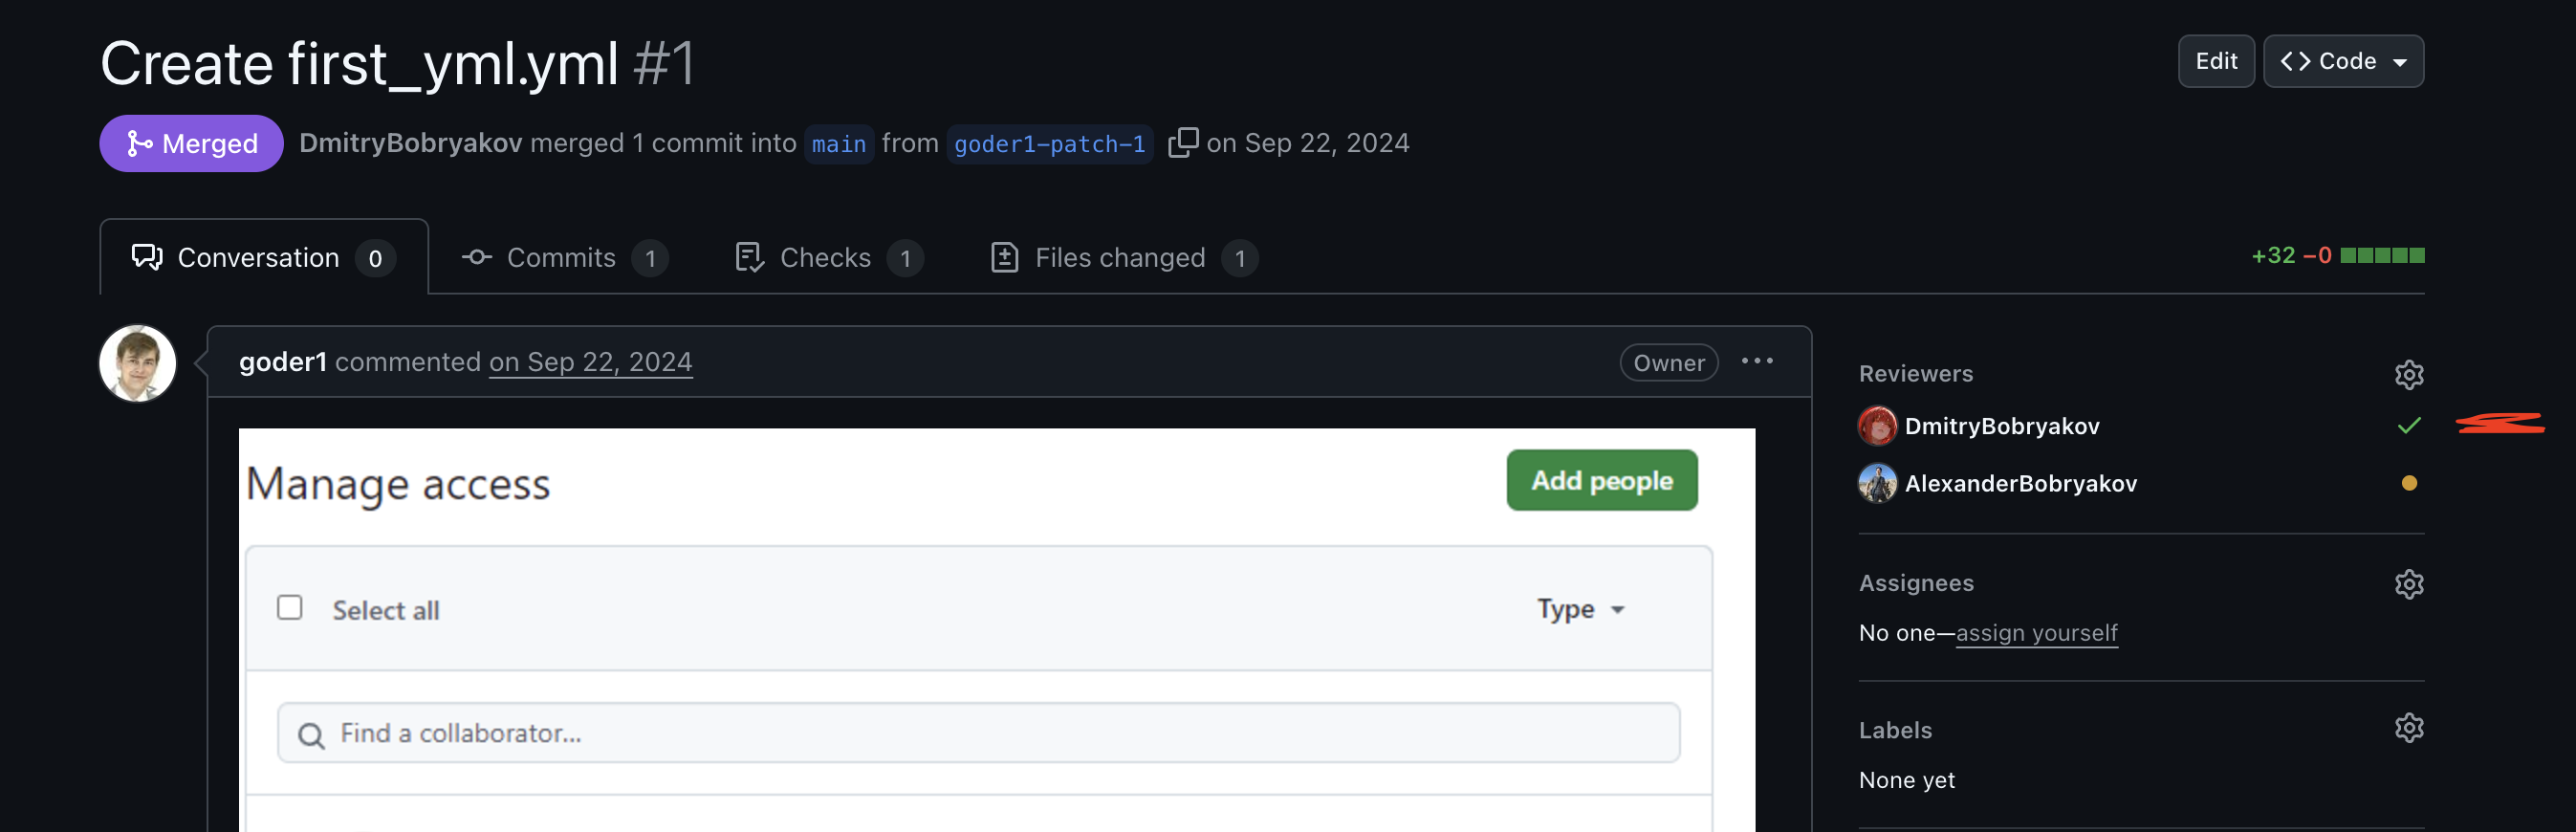 Create first_yml.yml #1
Edit
Code
Merged
DmitryBobryakov merged 1 commit into main from goder1-patch-1 on Sep 22, 2024
Conversation 0
Commits 1
Checks 1
Files changed 1
+32 −0
goder1 commented on Sep 22, 2024
Owner
Manage access
Add people
Select all
Type
Find a collaborator...
Reviewers
DmitryBobryakov
AlexanderBobryakov
Assignees
No one—assign yourself
Labels
None yet